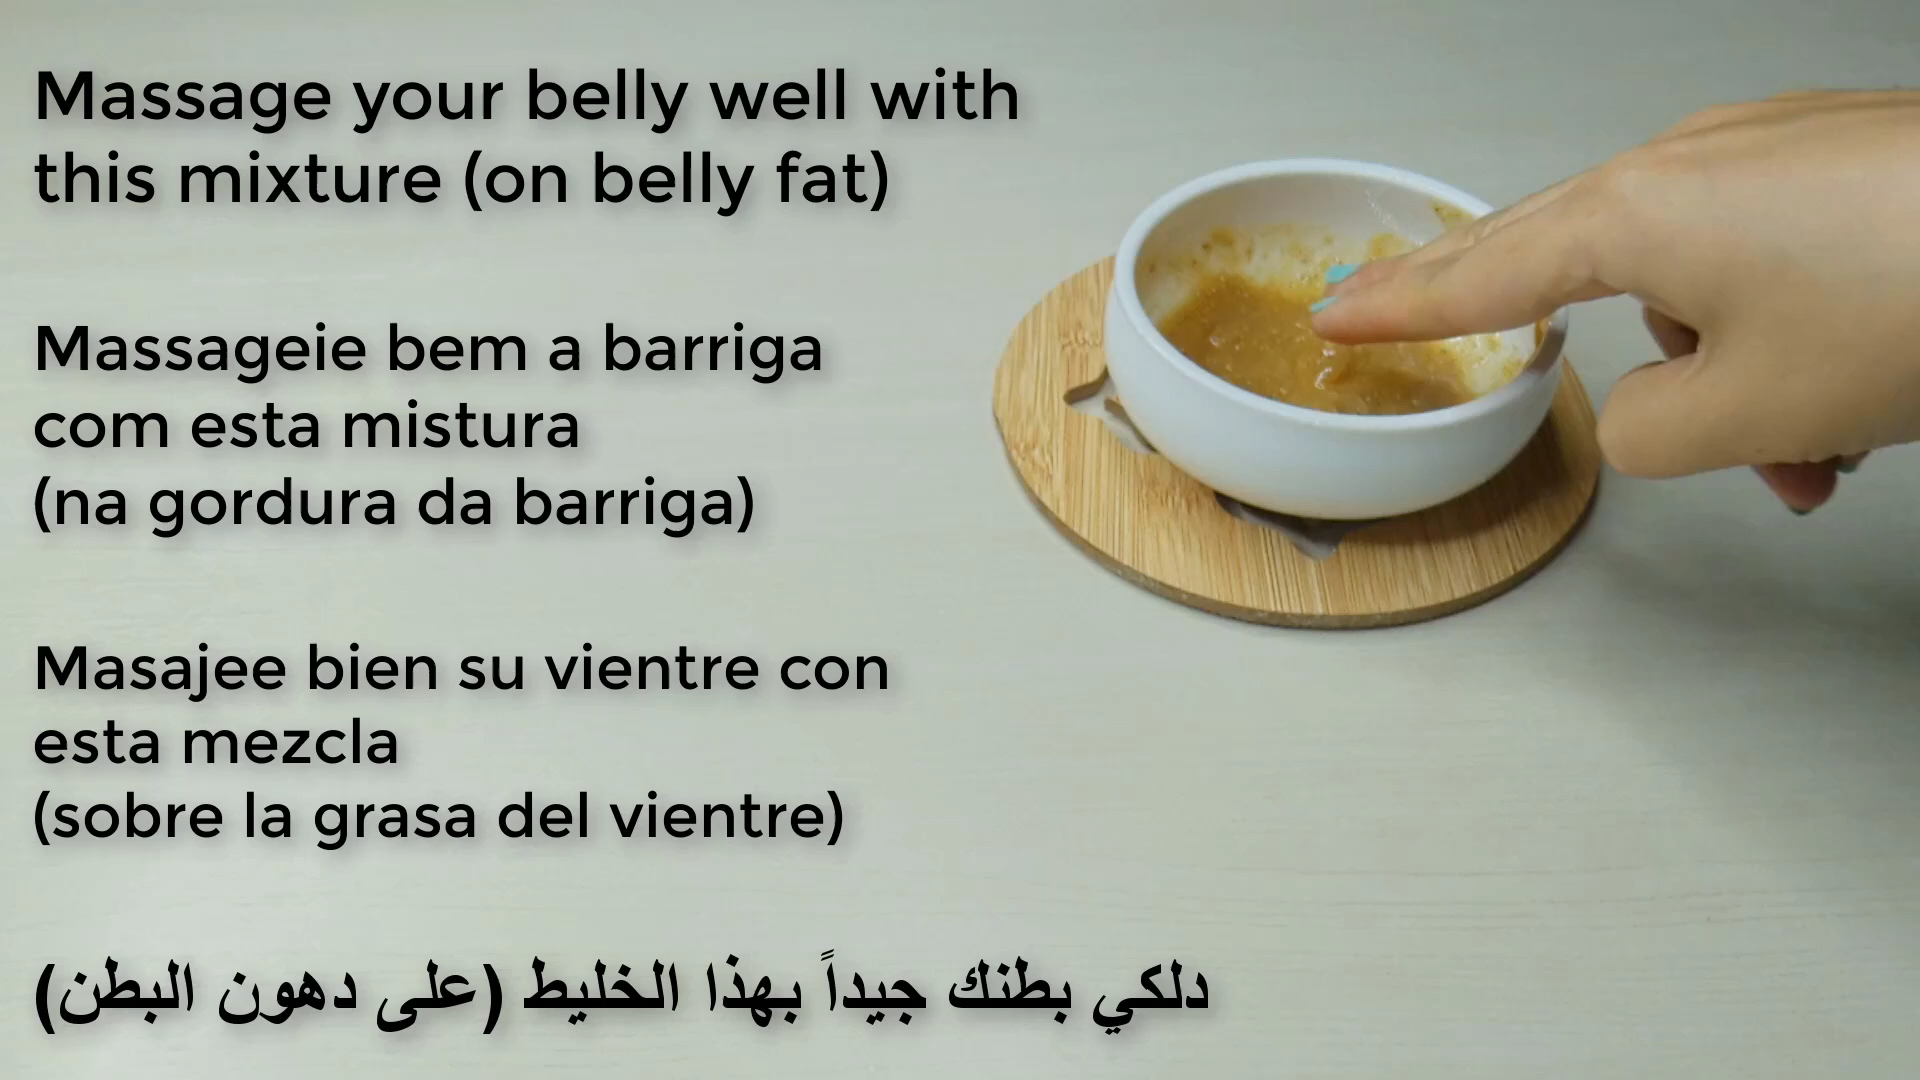 Massage your belly well with
this mixture (on belly fat)
Massageie bem a barriga
com esta mistura
(na gordura da barriga)
Masajee bien su vientre con
esta mezcla
(sobre la grasa del vientre)
دلكي بطنك جيداً بهذا الخليط (على دهون البطن)